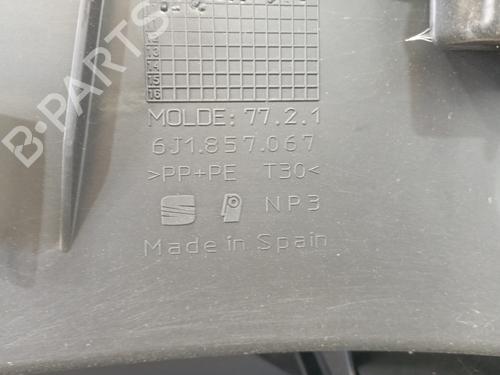 12
13
14
15
16
MOLDE: 77.2.1
6J1.857.067
>PP+PE T30<
NP3
Made in Spain
B-PARTS